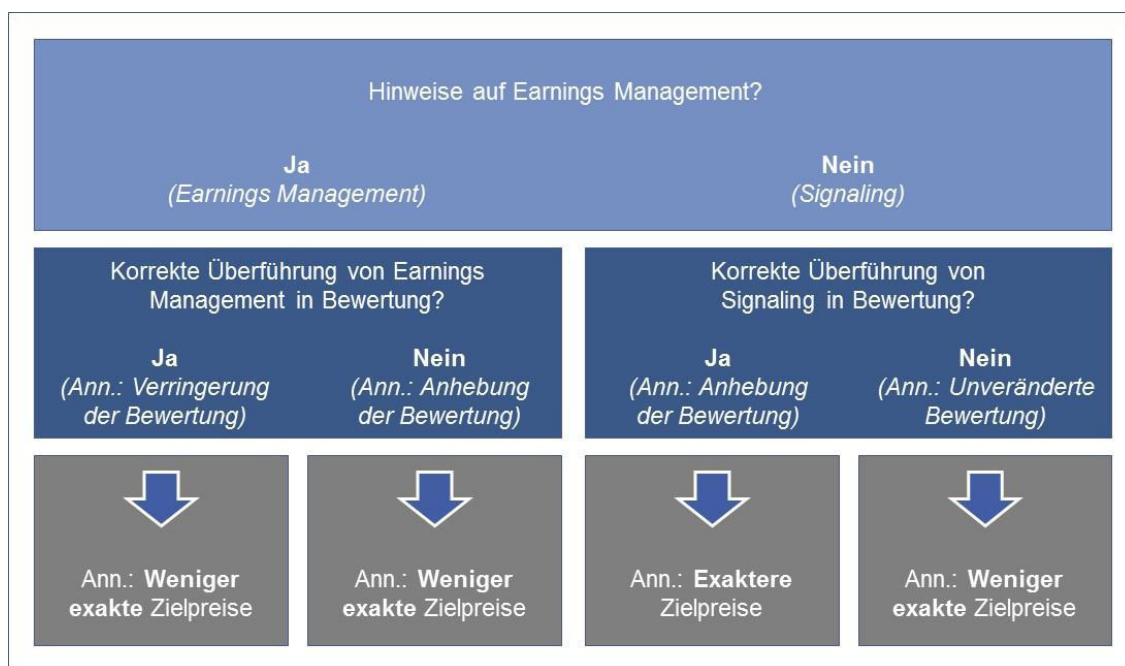 Hinweise auf Earnings Management?
Ja
(Earnings Management)
Nein
(Signaling)
Korrekte Überführung von Earnings
Management in Bewertung?
Ja
(Ann.: Verringerung
der Bewertung)
Nein
(Ann.: Anhebung
der Bewertung)
Korrekte Überführung von
Signaling in Bewertung?
Ja
(Ann.: Anhebung
der Bewertung)
Nein
(Ann.: Unveränderte
Bewertung)
Ann.: Weniger
exakte Zielpreise
Ann.: Weniger
exakte Zielpreise
Ann.: Exaktere
Zielpreise
Ann.: Weniger
exakte Zielpreise